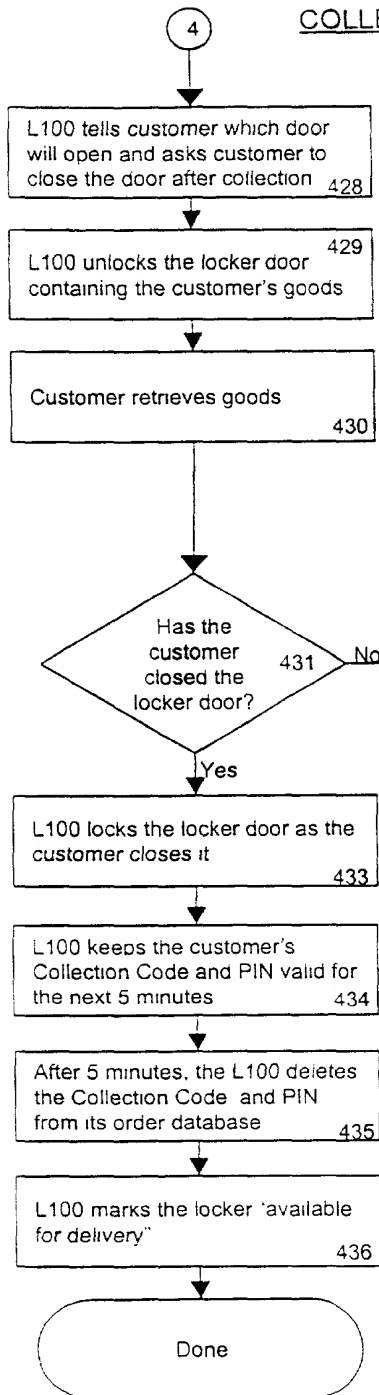 4
COLLE
L100 tells customer which door
will open and asks customer to
close the door after collection
428
429
L100 unlocks the locker door
containing the customer's goods
Customer retrieves goods
430
Has the
customer
closed the
locker door?
431
No
Yes
L100 locks the locker door as the
customer closes it
433
L100 keeps the customer's
Collection Code and PIN valid for
the next 5 minutes
434
After 5 minutes, the L100 deletes
the Collection Code and PIN
from its order database
435
L100 marks the locker 'available
for delivery"
436
Done